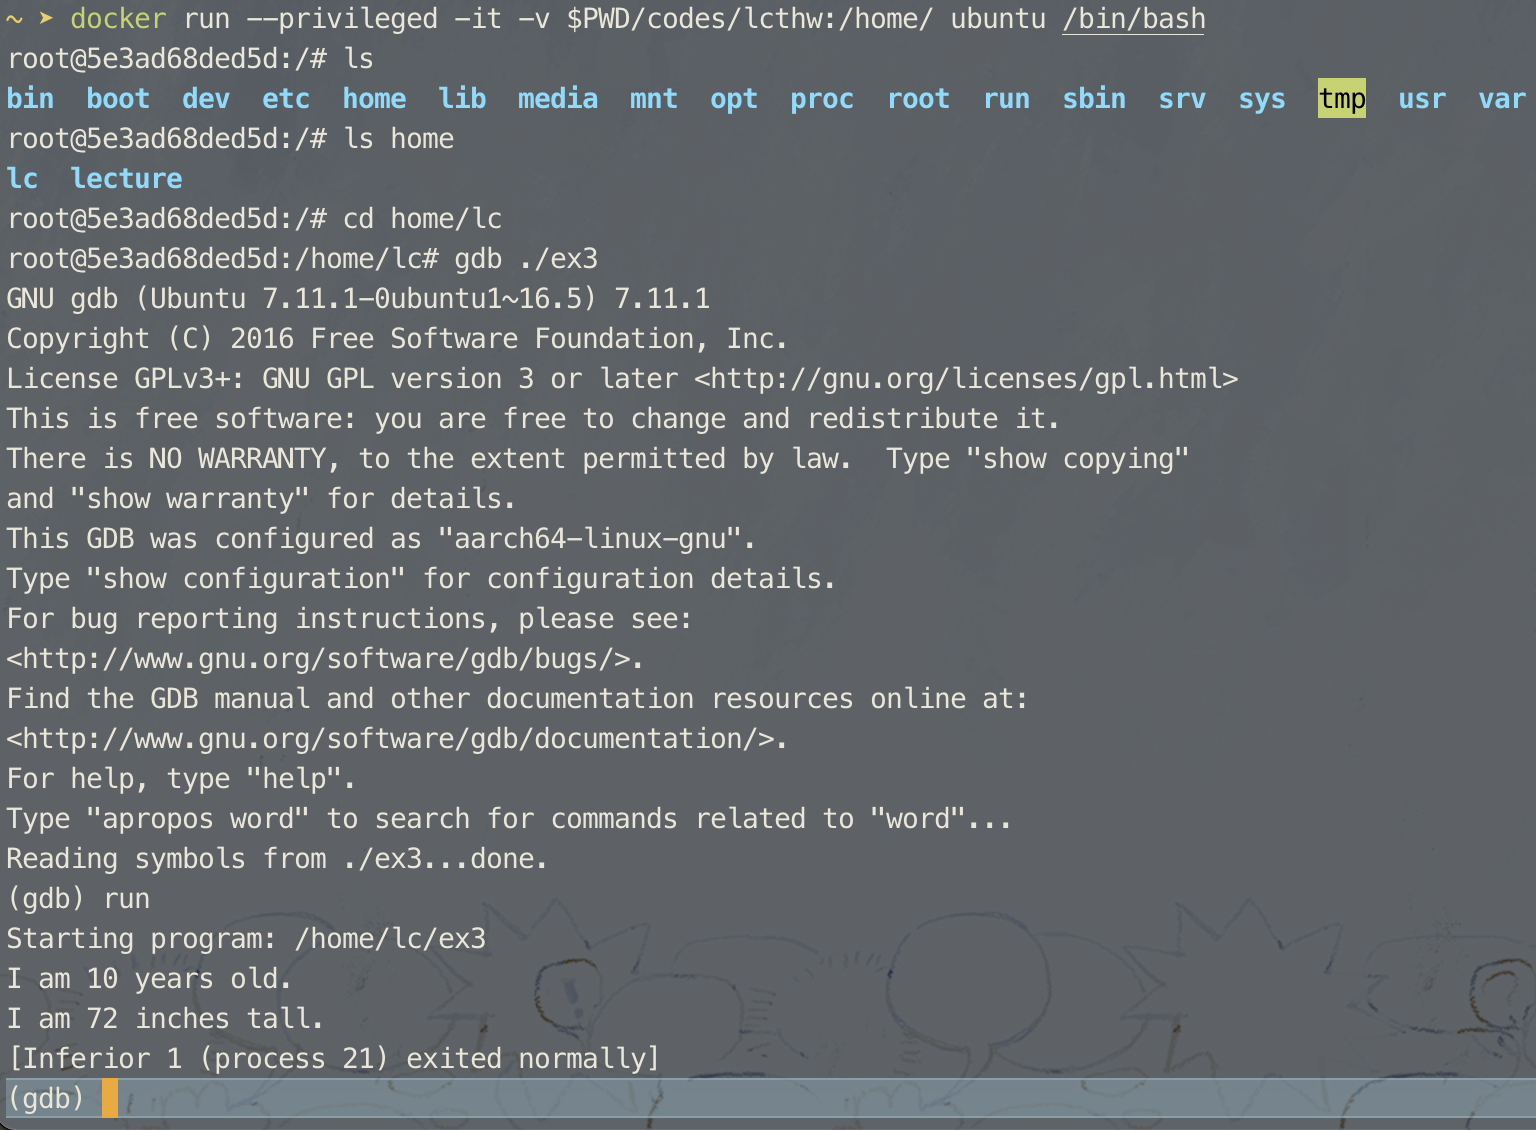 ~ ➤ docker run --privileged -it -v $PWD/codes/lcthw:/home/ ubuntu /bin/bash
root@5e3ad68ded5d:/# ls
bin  boot  dev  etc  home  lib  media  mnt  opt  proc  root  run  sbin  srv  sys  tmp  usr  var
root@5e3ad68ded5d:/# ls home
lc  lecture
root@5e3ad68ded5d:/# cd home/lc
root@5e3ad68ded5d:/home/lc# gdb ./ex3
GNU gdb (Ubuntu 7.11.1-0ubuntu1~16.5) 7.11.1
Copyright (C) 2016 Free Software Foundation, Inc.
License GPLv3+: GNU GPL version 3 or later <http://gnu.org/licenses/gpl.html>
This is free software: you are free to change and redistribute it.
There is NO WARRANTY, to the extent permitted by law.  Type "show copying"
and "show warranty" for details.
This GDB was configured as "aarch64-linux-gnu".
Type "show configuration" for configuration details.
For bug reporting instructions, please see:
<http://www.gnu.org/software/gdb/bugs/>.
Find the GDB manual and other documentation resources online at:
<http://www.gnu.org/software/gdb/documentation/>.
For help, type "help".
Type "apropos word" to search for commands related to "word"...
Reading symbols from ./ex3...done.
(gdb) run
Starting program: /home/lc/ex3
I am 10 years old.
I am 72 inches tall.
[Inferior 1 (process 21) exited normally]
(gdb)